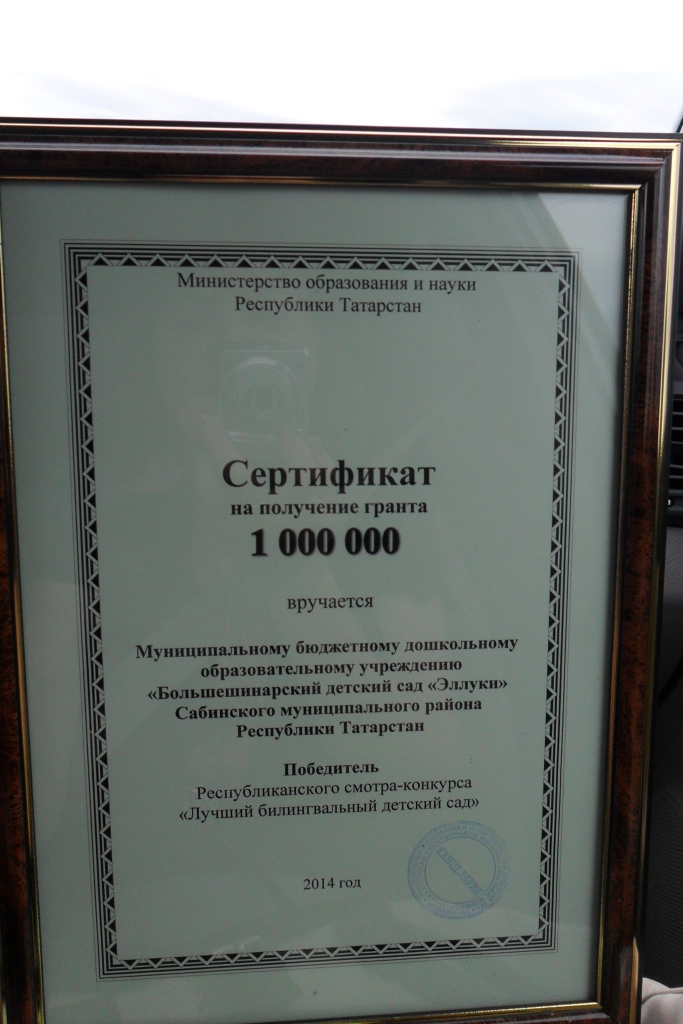 Министерство образования и науки
Республики Татарстан
Сертификат
на получение гранта
1 000 000
вручается
Муниципальному бюджетному дошкольному
образовательному учреждению
«Большешинарский детский сад «Эллуки»
Сабинского муниципального района
Республики Татарстан
Победитель
Республиканского смотра-конкурса
«Лучший билингвальный детский сад»
2014 год
КАНЦЕЛЯРИЯ